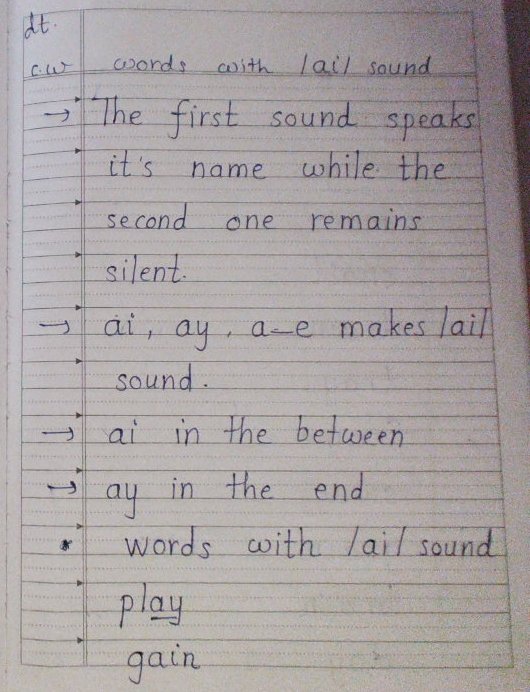 dt.
c.w words with /ai/ sound
→ The first sound speaks
it's name while the
second one remains
silent.
→ ai, ay, a–e makes /ai/
sound.
→ ai in the between
→ ay in the end
* words with /ai/ sound
play
gain